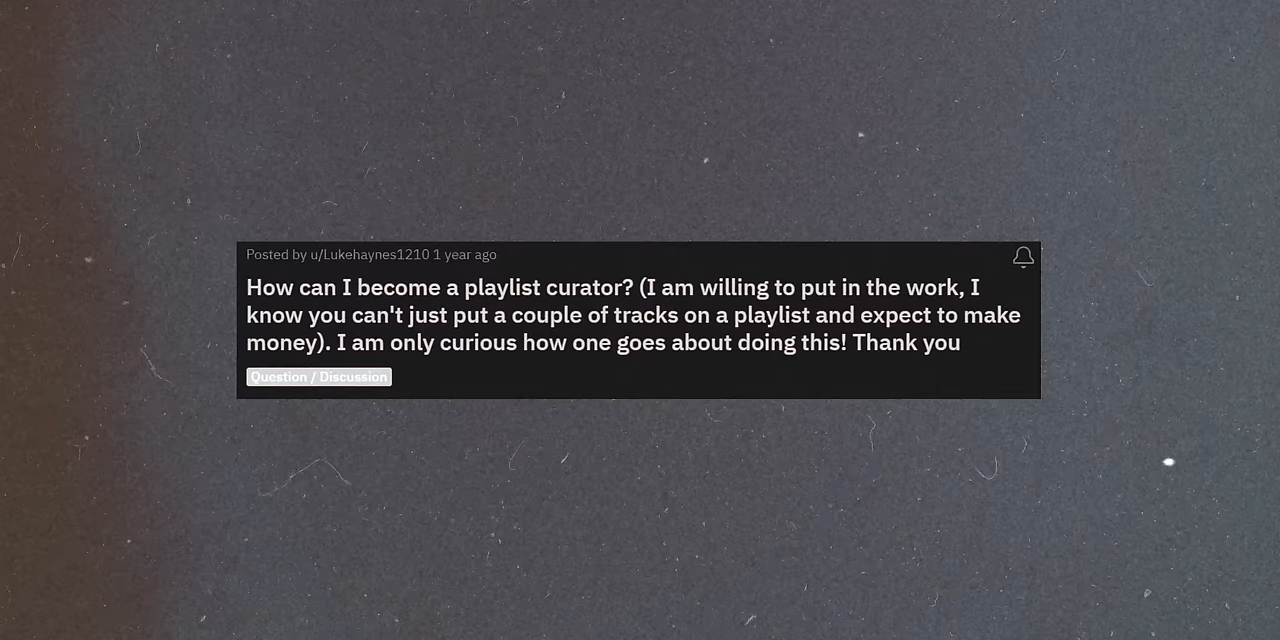 Posted by u/Lukehaynes1210 1 year ago
How can I become a playlist curator? (I am willing to put in the work, I
know you can't just put a couple of tracks on a playlist and expect to make
money). I am only curious how one goes about doing this! Thank you
Question / Discussion